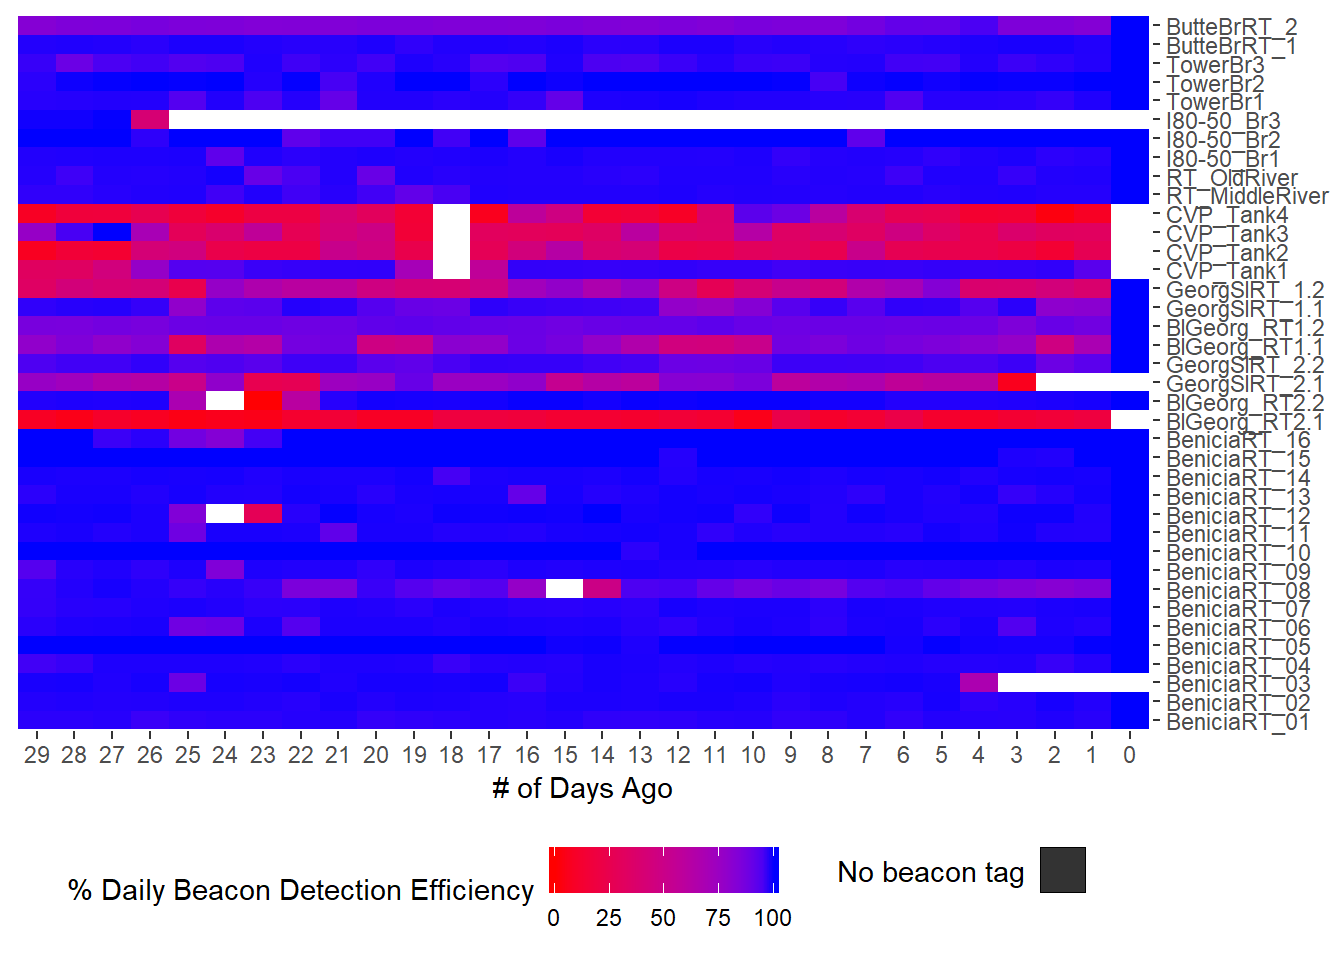 ButteBrRT_2
ButteBrRT_1
TowerBr3
TowerBr2
TowerBr1
I80-50_Br3
I80-50_Br2
I80-50_Br1
RT_OldRiver
RT_MiddleRiver
CVP_Tank4
CVP_Tank3
CVP_Tank2
CVP_Tank1
GeorgSlRT_1.2
GeorgSlRT_1.1
BlGeorg_RT1.2
BlGeorg_RT1.1
GeorgSlRT_2.2
GeorgSlRT_2.1
BlGeorg_RT2.2
BlGeorg_RT2.1
BeniciaRT_16
BeniciaRT_15
BeniciaRT_14
BeniciaRT_13
BeniciaRT_12
BeniciaRT_11
BeniciaRT_10
BeniciaRT_09
BeniciaRT_08
BeniciaRT_07
BeniciaRT_06
BeniciaRT_05
BeniciaRT_04
BeniciaRT_03
BeniciaRT_02
BeniciaRT_01
29 28 27 26 25 24 23 22 21 20 19 18 17 16 15 14 13 12 11 10 9 8 7 6 5 4 3 2 1 0
# of Days Ago
% Daily Beacon Detection Efficiency
0 25 50 75 100
No beacon tag